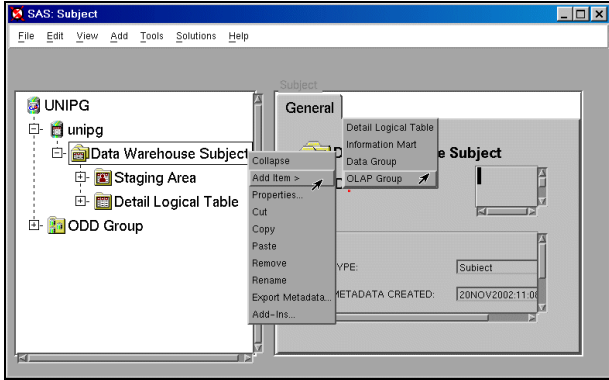 SAS: Subject
File Edit View Add Tools Solutions Help
Subject
UNIPG
unipg
Data Warehouse Subject
Staging Area
Detail Logical Table
ODD Group
General
e Subject
Collapse
Add Item >
Properties...
Cut
Copy
Paste
Remove
Rename
Export Metadata...
Add-Ins...
Detail Logical Table
Information Mart
Data Group
OLAP Group
YPE:
Subject
METADATA CREATED:
20NOV2002:11:08